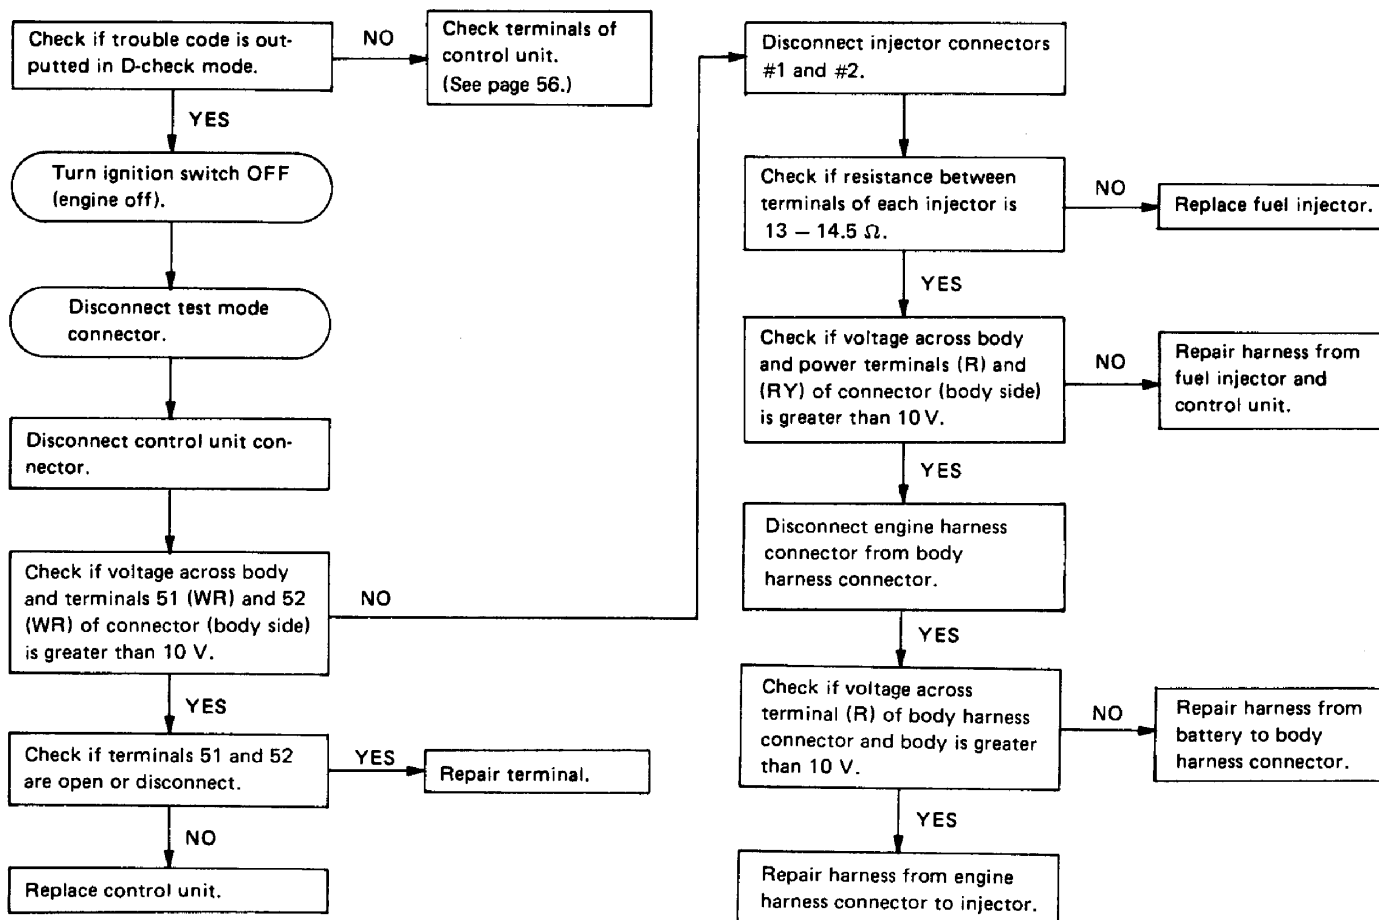 Check if trouble code is out-
putted in D-check mode.
NO
Check terminals of
control unit.
(See page 56.)
YES
Turn ignition switch OFF
(engine off).
Disconnect test mode
connector.
Disconnect control unit con-
nector.
Check if voltage across body
and terminals 51 (WR) and 52
(WR) of connector (body side)
is greater than 10 V.
NO
YES
Check if terminals 51 and 52
are open or disconnect.
YES
Repair terminal.
NO
Replace control unit.
Disconnect injector connectors
#1 and #2.
Check if resistance between
terminals of each injector is
13 – 14.5 Ω.
NO
Replace fuel injector.
YES
Check if voltage across body
and power terminals (R) and
(RY) of connector (body side)
is greater than 10 V.
NO
Repair harness from
fuel injector and
control unit.
YES
Disconnect engine harness
connector from body
harness connector.
YES
Check if voltage across
terminal (R) of body harness
connector and body is greater
than 10 V.
NO
Repair harness from
battery to body
harness connector.
YES
Repair harness from engine
harness connector to injector.